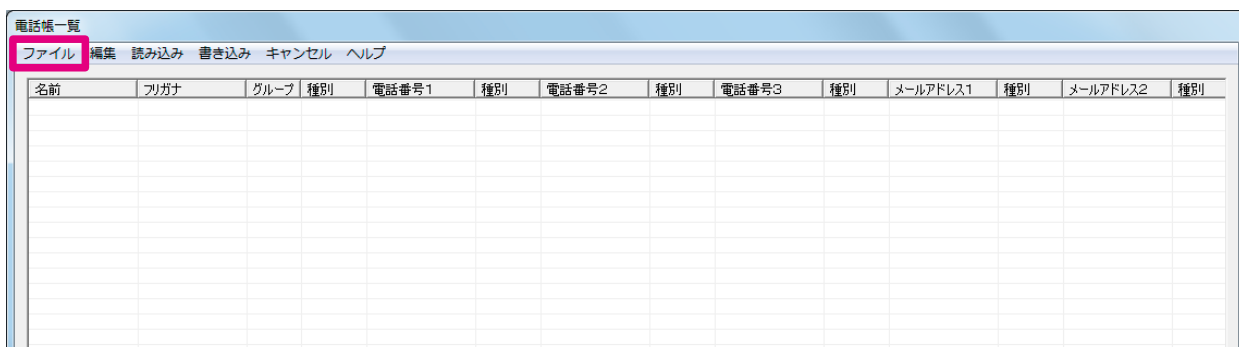 電話帳一覧
ファイル 編集 読み込み 書き込み キャンセル ヘルプ
名前 フリガナ グループ 種別 電話番号1 種別 電話番号2 種別 電話番号3 種別 メールアドレス1 種別 メールアドレス2 種別